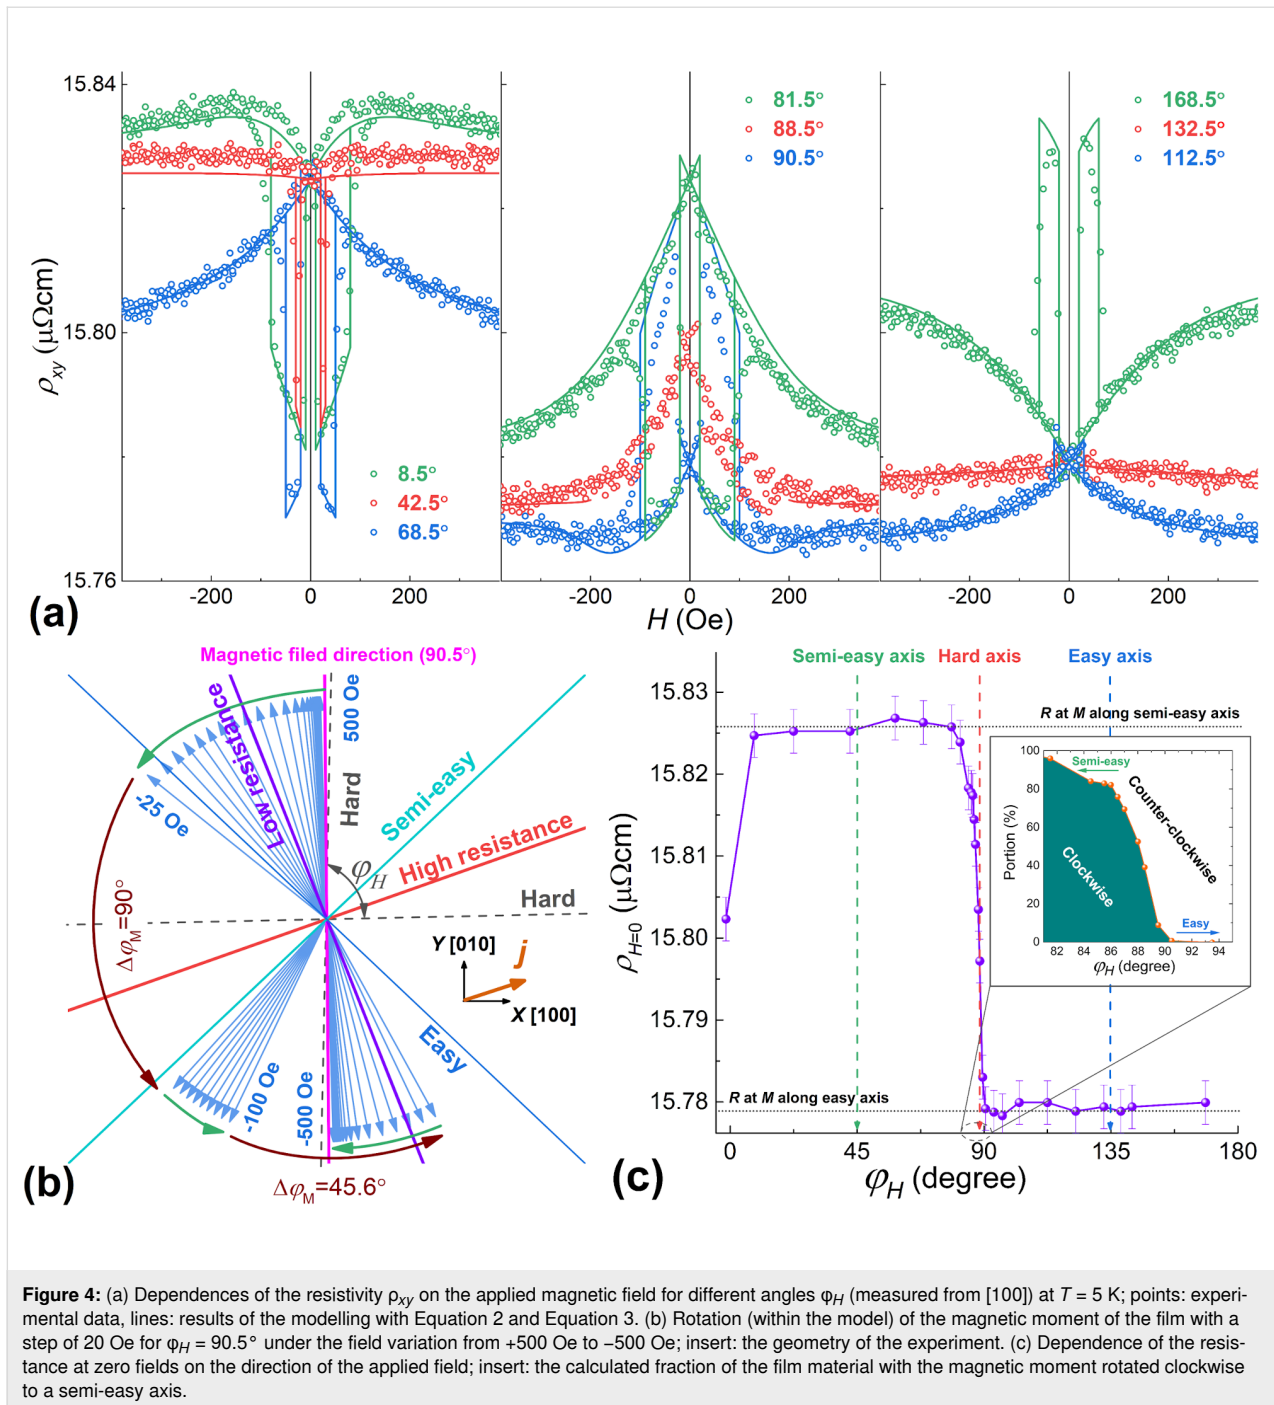 15.84
15.80
15.76
ρxy (μΩcm)
8.5°
42.5°
68.5°
81.5°
88.5°
90.5°
168.5°
132.5°
112.5°
-200 0 200 -200 0 200 -200 0 200
H (Oe)
(a)
Magnetic filed direction (90.5°)
Low resistance
500 Oe
Hard
Semi-easy
-25 Oe
High resistance
φH
Hard
ΔφM=90°
Y [010]
j
X [100]
Easy
-100 Oe
-500 Oe
ΔφM=45.6°
(b)
Semi-easy axis Hard axis Easy axis
15.83
15.82
15.81
15.80
15.79
15.78
ρH=0 (μΩcm)
R at M along semi-easy axis
100
80
60
40
20
0
Portion (%)
Semi-easy
Counter-clockwise
Clockwise
Easy
82 84 86 88 90 92 94
φH (degree)
R at M along easy axis
0 45 90 135 180
φH (degree)
(c)
Figure 4: (a) Dependences of the resistivity ρxy on the applied magnetic field for different angles φH (measured from [100]) at T = 5 K; points: experi-
mental data, lines: results of the modelling with Equation 2 and Equation 3. (b) Rotation (within the model) of the magnetic moment of the film with a
step of 20 Oe for φH = 90.5° under the field variation from +500 Oe to −500 Oe; insert: the geometry of the experiment. (c) Dependence of the resis-
tance at zero fields on the direction of the applied field; insert: the calculated fraction of the film material with the magnetic moment rotated clockwise
to a semi-easy axis.